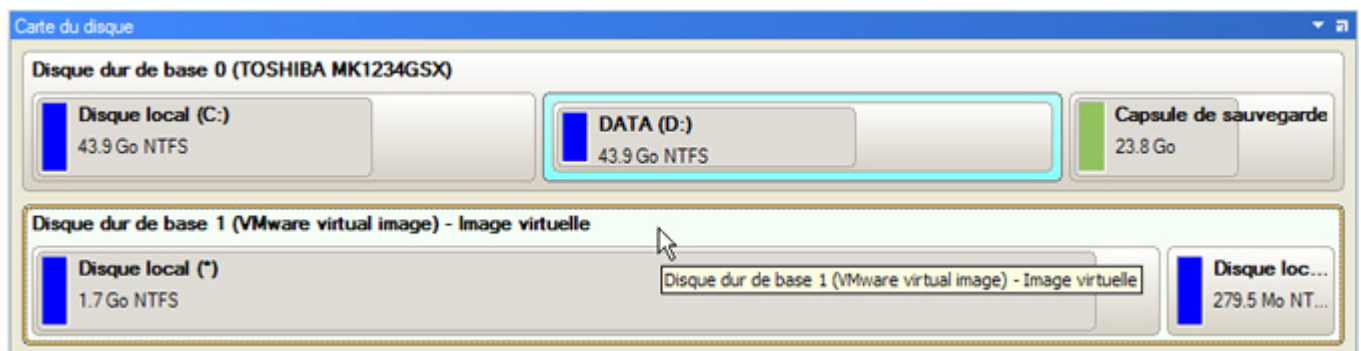 Carte du disque
Disque dur de base 0 (TOSHIBA MK1234GSX)
Disque local (C:)
43.9 Go NTFS
DATA (D:)
43.9 Go NTFS
Capsule de sauvegarde
23.8 Go
Disque dur de base 1 (VMware virtual image) - Image virtuelle
Disque local (*)
1.7 Go NTFS
Disque dur de base 1 (VMware virtual image) - Image virtuelle
Disque loc...
279.5 Mo NT...